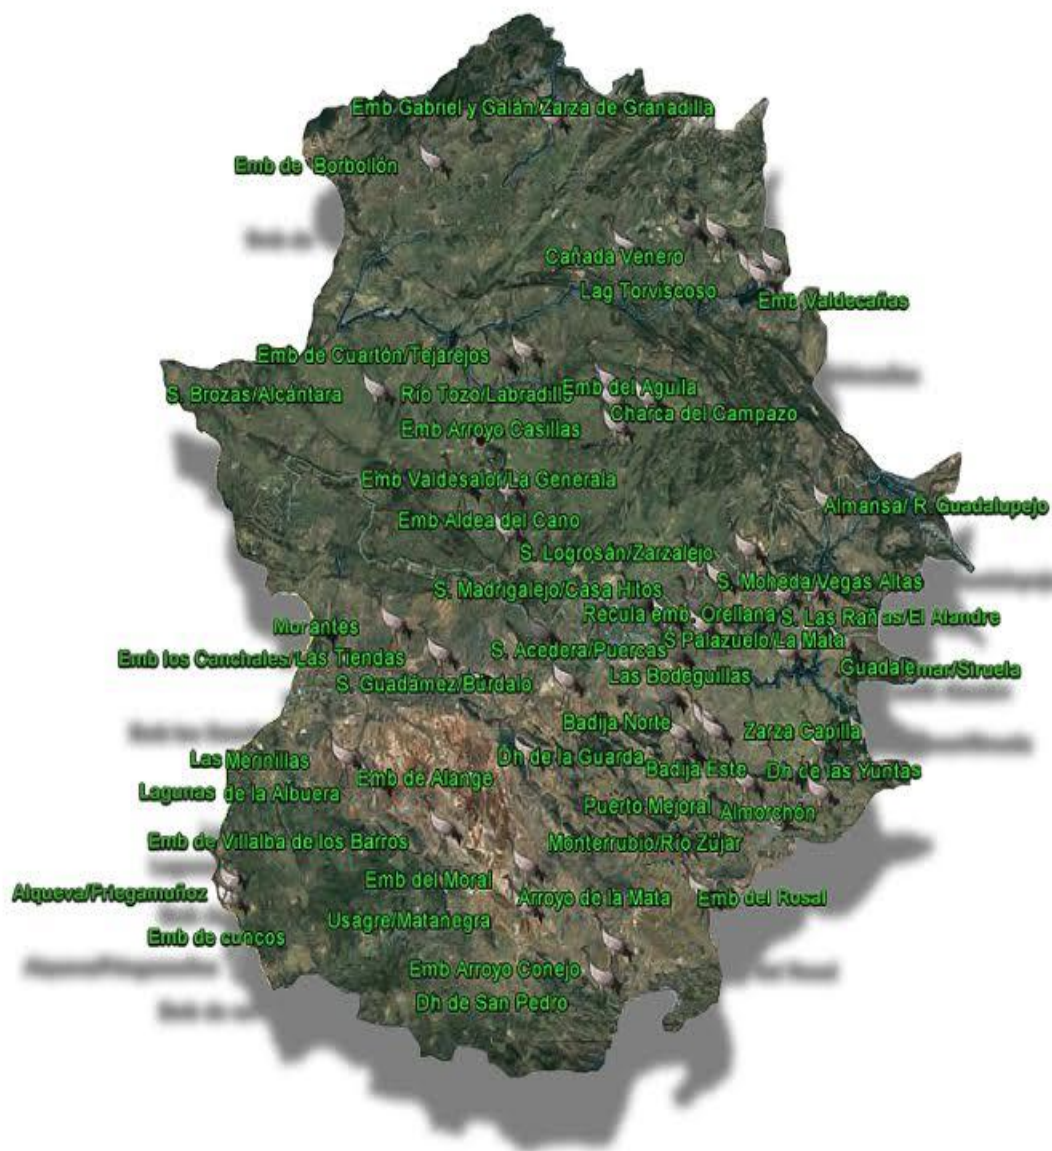 Emb Gabriel y Galán/Zarza de Granadilla
Emb de Borbollón
Cañada Venero
Lag Torviscoso
Emb Valdecañas
Emb de Cuartón/Tejarejos
S. Brozas/Alcántara
Río Tozo/Labradillo
Emb del Aguila
Charca del Campazo
Emb Arroyo Casillas
Emb Valdesalor/La Generala
Almansa/ R. Guadalupejo
Emb Aldea del Cano
S. Logrosán/Zarzalejo
S. Moheda/Vegas Altas
S. Madrigalejo/Casa Hitos
Recula emb. Orellana
S. Las Rañas/El Alandre
Morantes
S Palazuelo/La Mata
S. Acedera/Puercas
Emb los Canchales/Las Tiendas
Guadalemar/Siruela
Las Bodeguillas
S. Guadámez/Búrdalo
Badija Norte
Zarza Capilla
Dh de la Guarda
Las Merinillas
Badija Este
Dh de las Yuntas
Emb de Alange
Lagunas de la Albuera
Puerto Mejoral
Almorchón
Emb de Villalba de los Barros
Monterrubio/Río Zújar
Emb del Moral
Alqueva/Friegamuñoz
Arroyo de la Mata
Emb del Rosal
Usagre/Matanegra
Emb de cuncos
Emb Arroyo Conejo
Dh de San Pedro